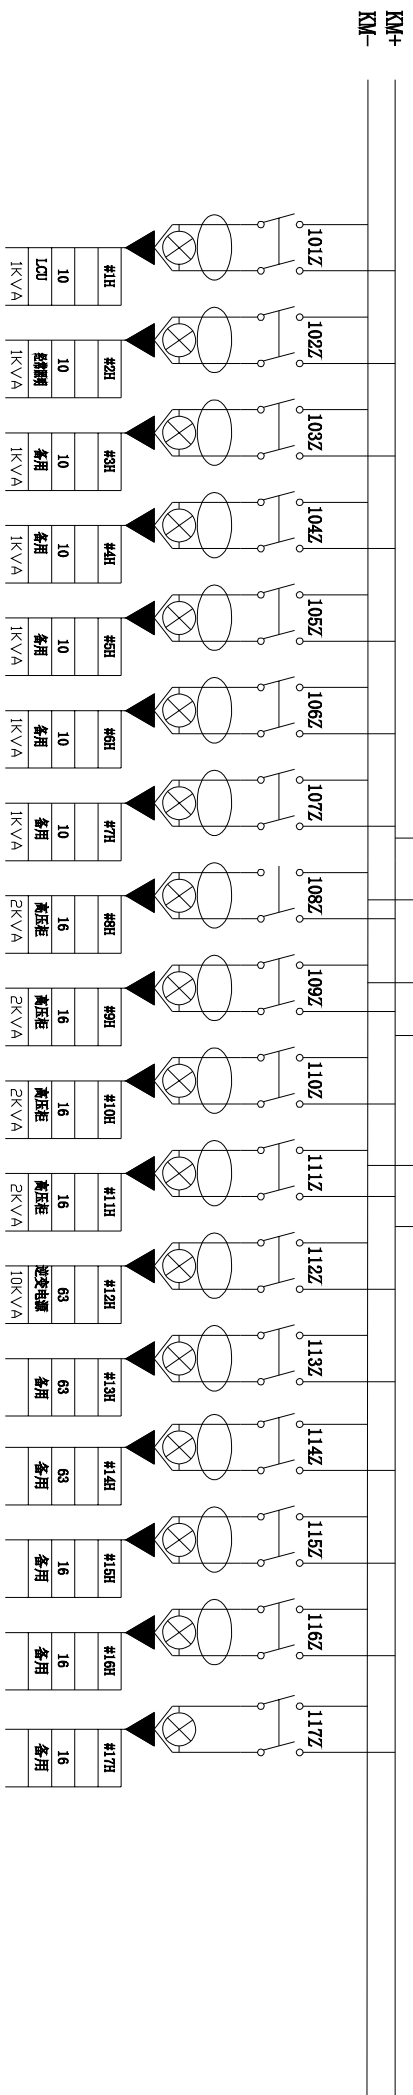 KM+
KM-
101Z
#1H
10
LCU
1KVA
102Z
#2H
10
经常照明
1KVA
103Z
#3H
10
备用
1KVA
104Z
#4H
10
备用
1KVA
105Z
#5H
10
备用
1KVA
106Z
#6H
10
备用
1KVA
107Z
#7H
10
备用
1KVA
108Z
#8H
16
高压柜
2KVA
109Z
#9H
16
高压柜
2KVA
110Z
#10H
16
高压柜
2KVA
111Z
#11H
16
高压柜
2KVA
112Z
#12H
63
逆变电源
10KVA
113Z
#13H
63
备用
114Z
#14H
63
备用
115Z
#15H
16
备用
116Z
#16H
16
备用
117Z
#17H
16
备用